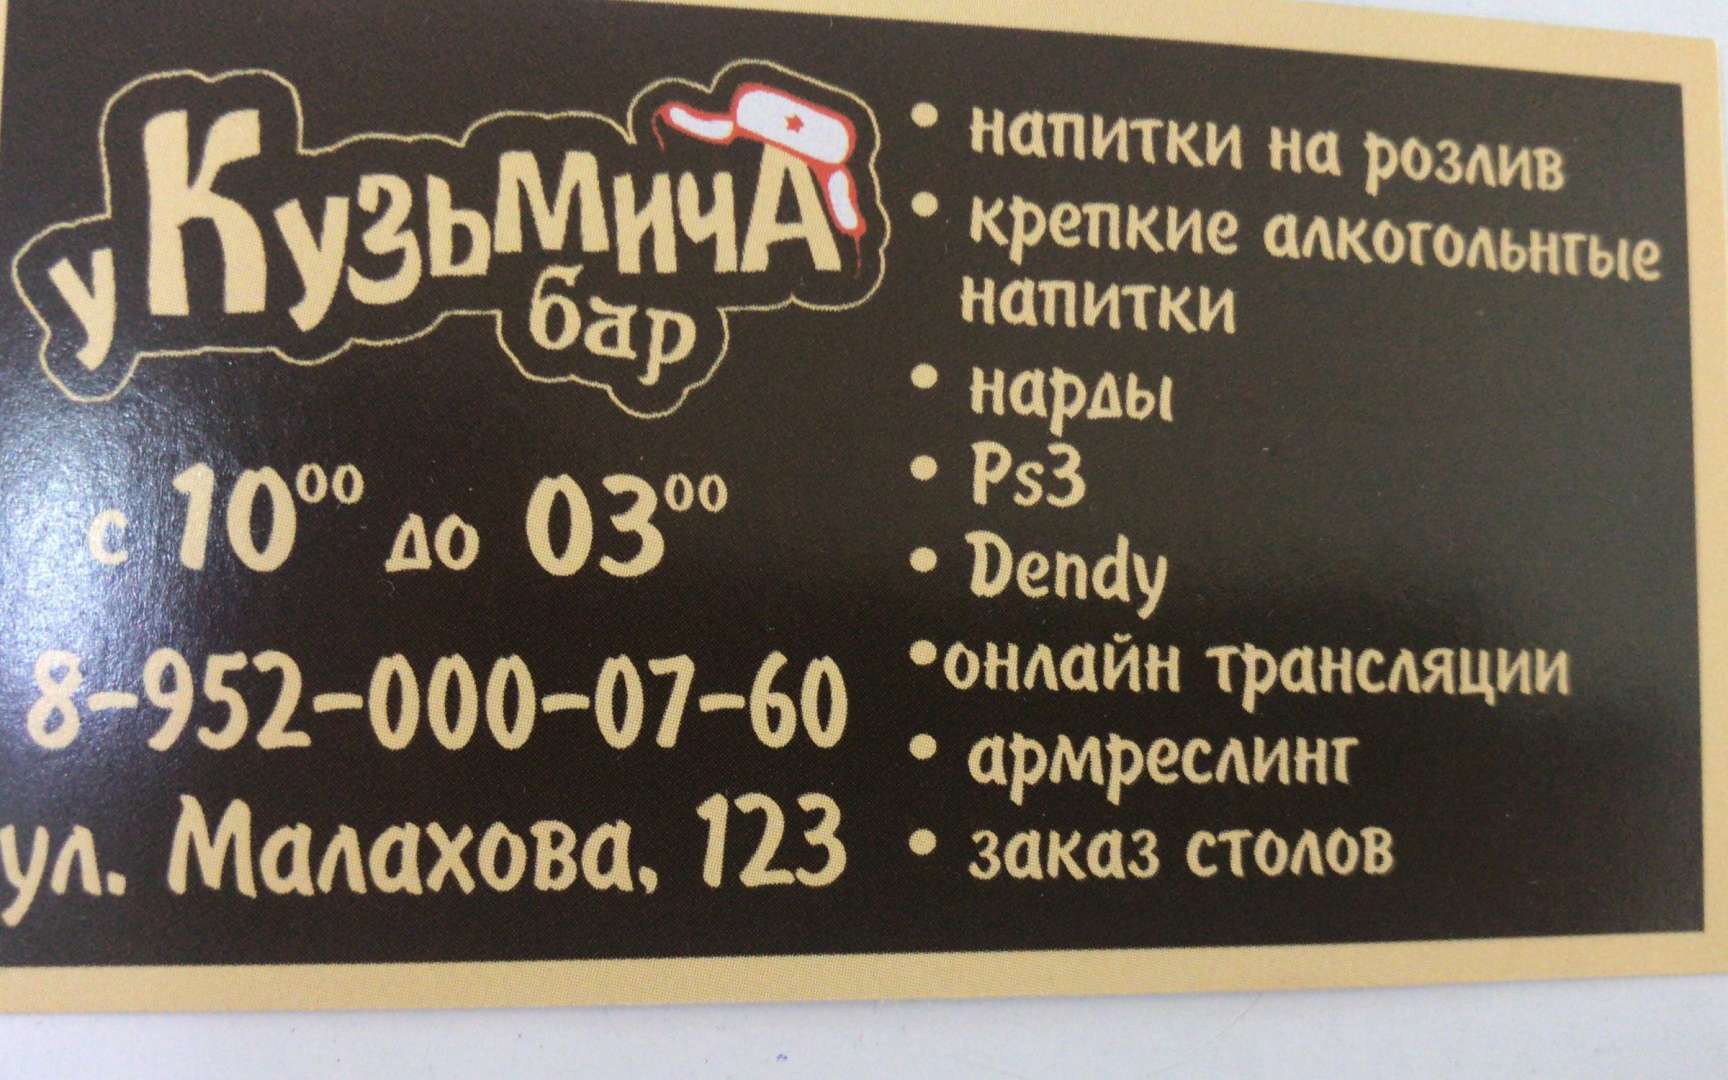 у КузьмичА
бар
с 10⁰⁰ до 03⁰⁰
8-952-000-07-60
ул. Малахова, 123
• напитки на розлив
• крепкие алкогольнгые
напитки
• нарды
• Ps3
• Dendy
•онлайн трансляции
• армреслинг
• заказ столов